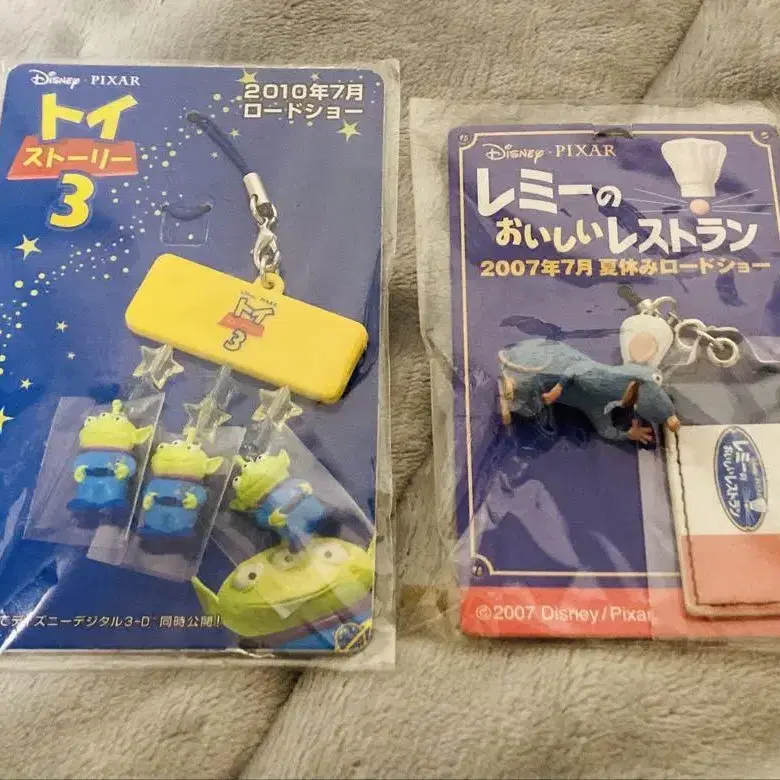 Disney · PIXAR
トイ
ストーリー
3
2010年7月
ロードショー
トイ
3
ディズニーデジタル3-D 同時公開!
Disney · PIXAR
レミーの
おいしいレストラン
2007年7月 夏休みロードショー
レミーの
おいしいレストラン
©2007 Disney/Pixar